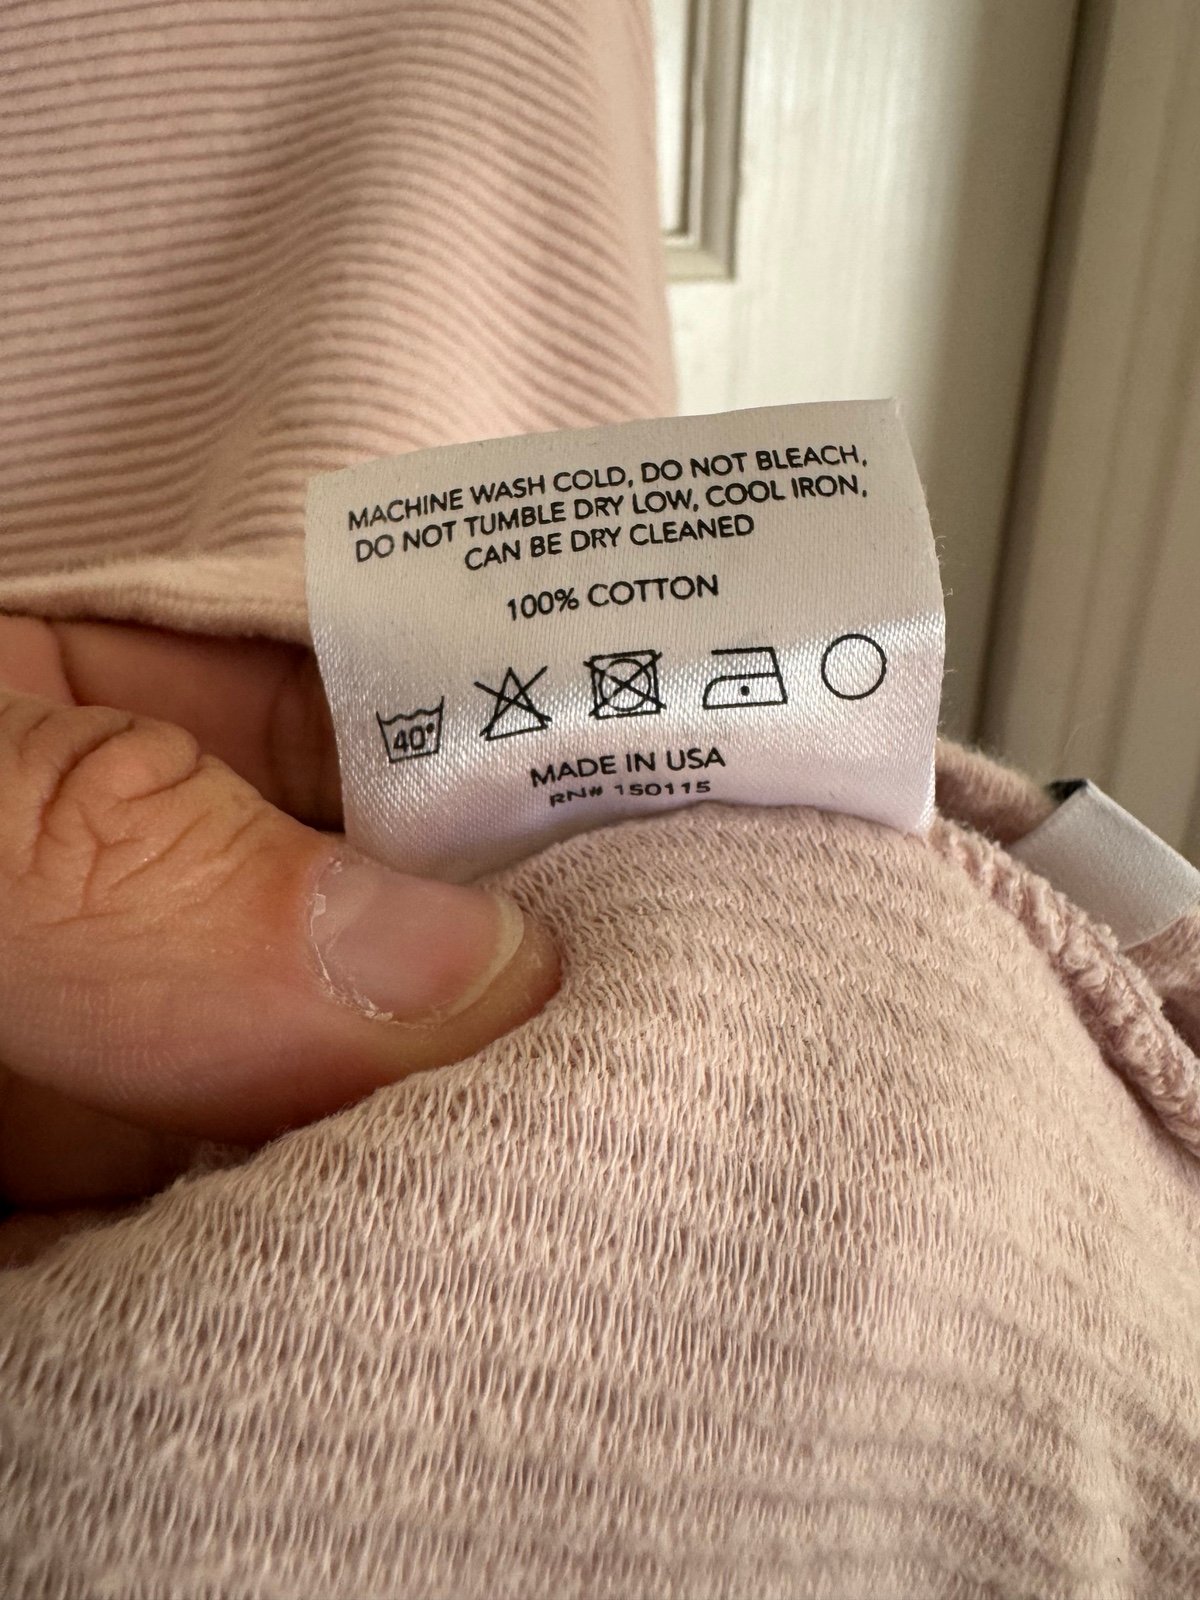 MACHINE WASH COLD, DO NOT BLEACH,
DO NOT TUMBLE DRY LOW, COOL IRON,
CAN BE DRY CLEANED
100% COTTON
40°
MADE IN USA
RN# 150115